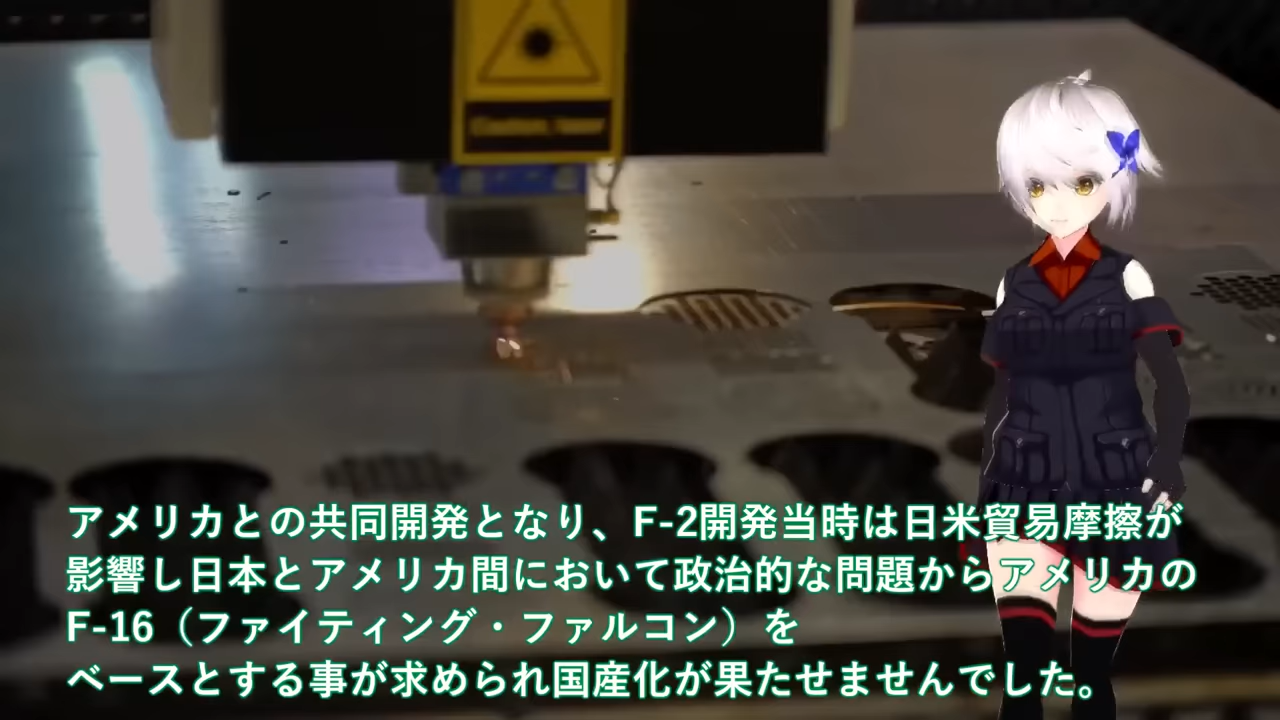 アメリカとの共同開発となり、F-2開発当時は日米貿易摩擦が
影響し日本とアメリカ間において政治的な問題からアメリカの
F-16（ファイティング・ファルコン）を
ベースとする事が求められ国産化が果たせませんでした。